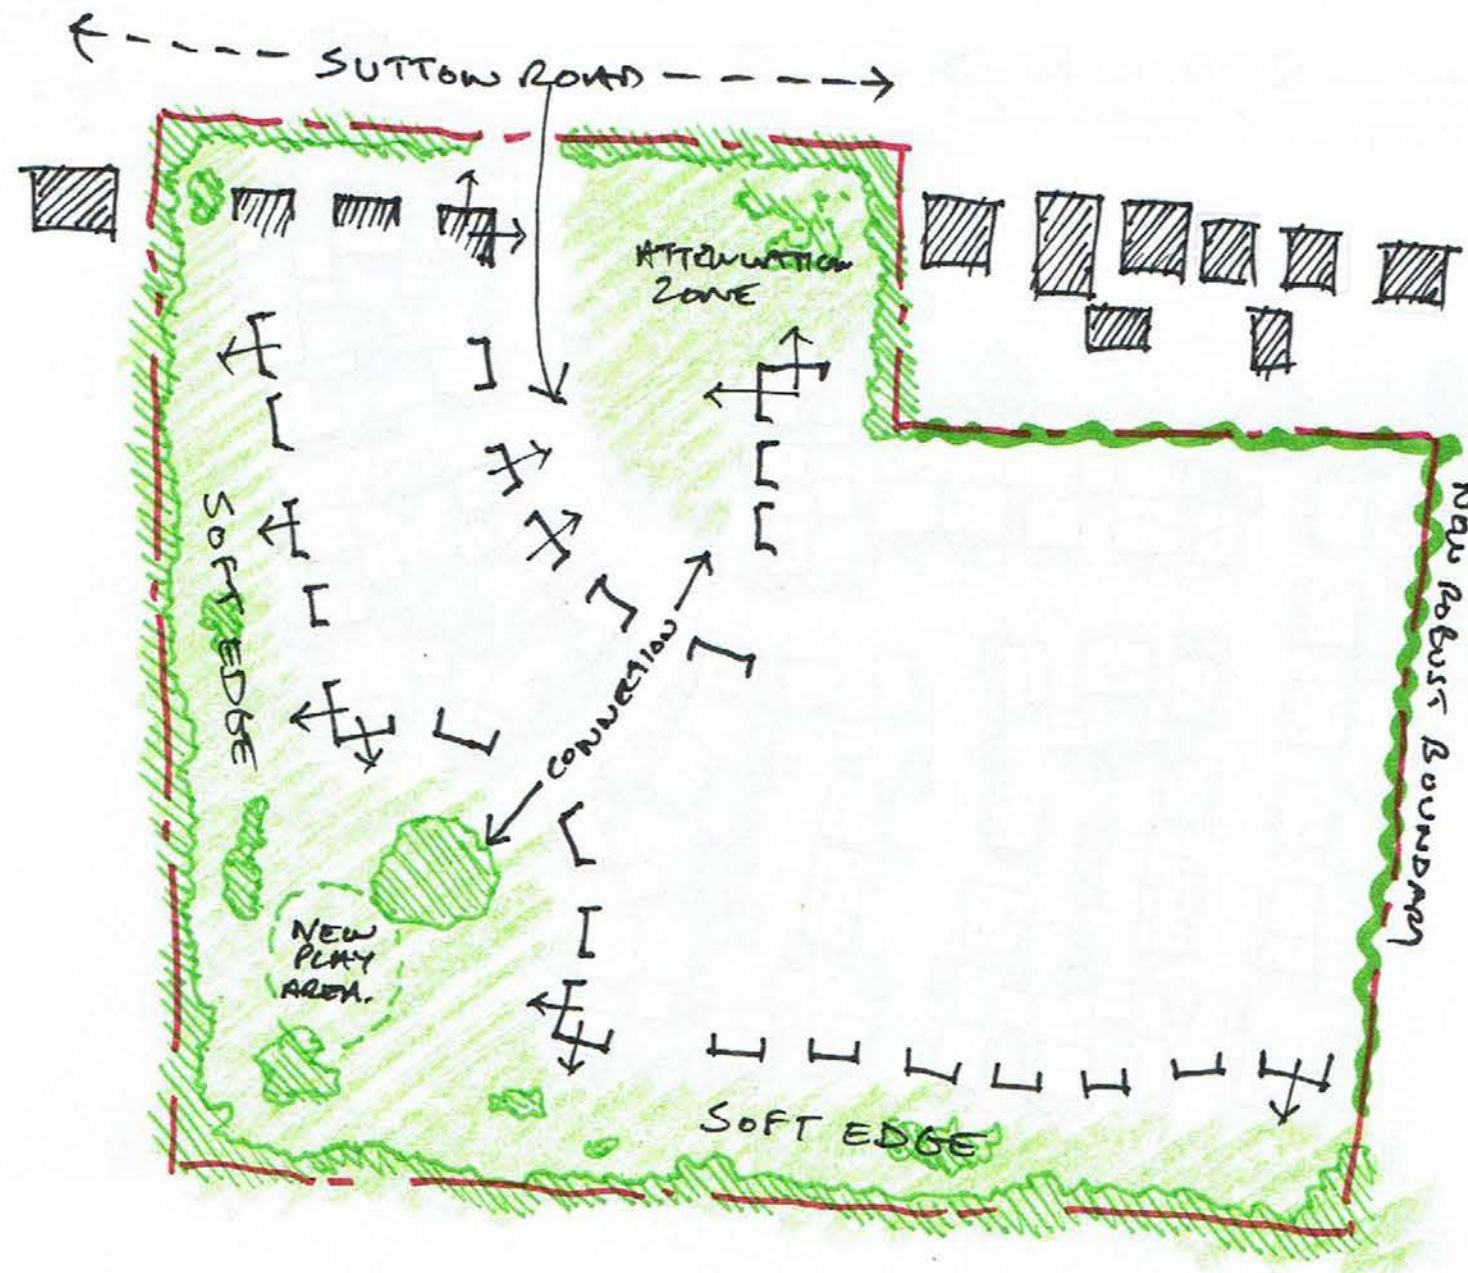 SUTTON ROAD
ATTENUATION
ZONE
SOFT EDGE
CONNECTION
NEW ROBUST BOUNDARY
NEW
PLAY
AREA.
SOFT EDGE